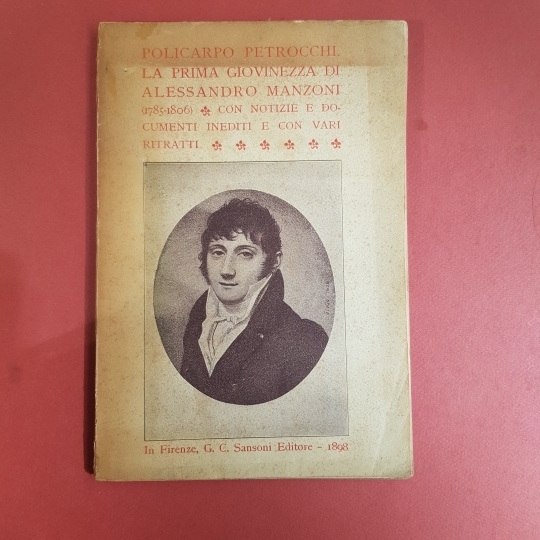 POLICARPO PETROCCHI.
LA PRIMA GIOVINEZZA DI
ALESSANDRO MANZONI
(1785-1806) CON NOTIZIE E DO-
CUMENTI INEDITI E CON VARI
RITRATTI
In Firenze, G. C. Sansoni Editore - 1898